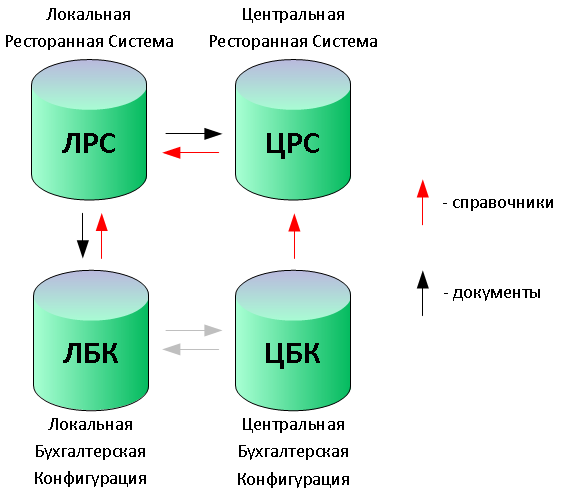 Локальная
Ресторанная Система
Центральная
Ресторанная Система
ЛРС
ЦРС
- справочники
- документы
ЛБК
ЦБК
Локальная
Бухгалтерская
Конфигурация
Центральная
Бухгалтерская
Конфигурация